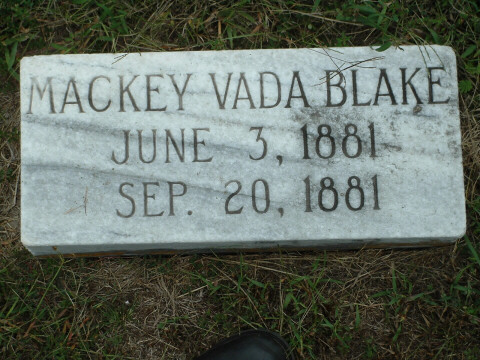 MACKEY VADA BLAKE
JUNE 3, 1881
SEP. 20, 1881